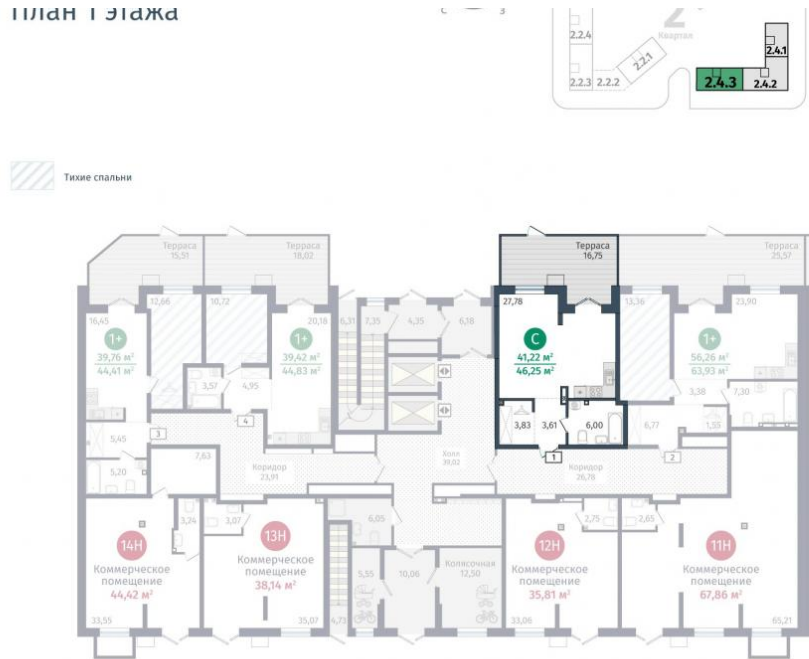 План 1 этажа
С
З
2
Квартал
2.2.4
2.2.3
2.2.2
2.2.1
2.4.1
2.4.3
2.4.2
Тихие спальни
Терраса
15,51
Терраса
18,02
Терраса
16,75
Терраса
25,57
16,45
12,66
10,72
20,18
6,31
7,35
4,35
6,18
27,78
13,36
23,90
1+
39,76 м²
44,41 м²
1+
39,42 м²
44,83 м²
С
41,22 м²
46,25 м²
1+
56,26 м²
63,93 м²
3,57
4,95
3,83
3,61
6,00
6,77
3,38
7,30
1,53
5,45
3
4
5,20
7,63
Коридор
23,91
Холл
39,02
1
2
Коридор
26,78
3,24
3,07
6,05
2,75
2,65
14Н
Коммерческое
помещение
44,42 м²
13Н
Коммерческое
помещение
38,14 м²
12Н
Коммерческое
помещение
35,81 м²
11Н
Коммерческое
помещение
67,86 м²
5,55
10,06
Колясочная
12,50
33,55
35,07
4,73
33,06
65,21